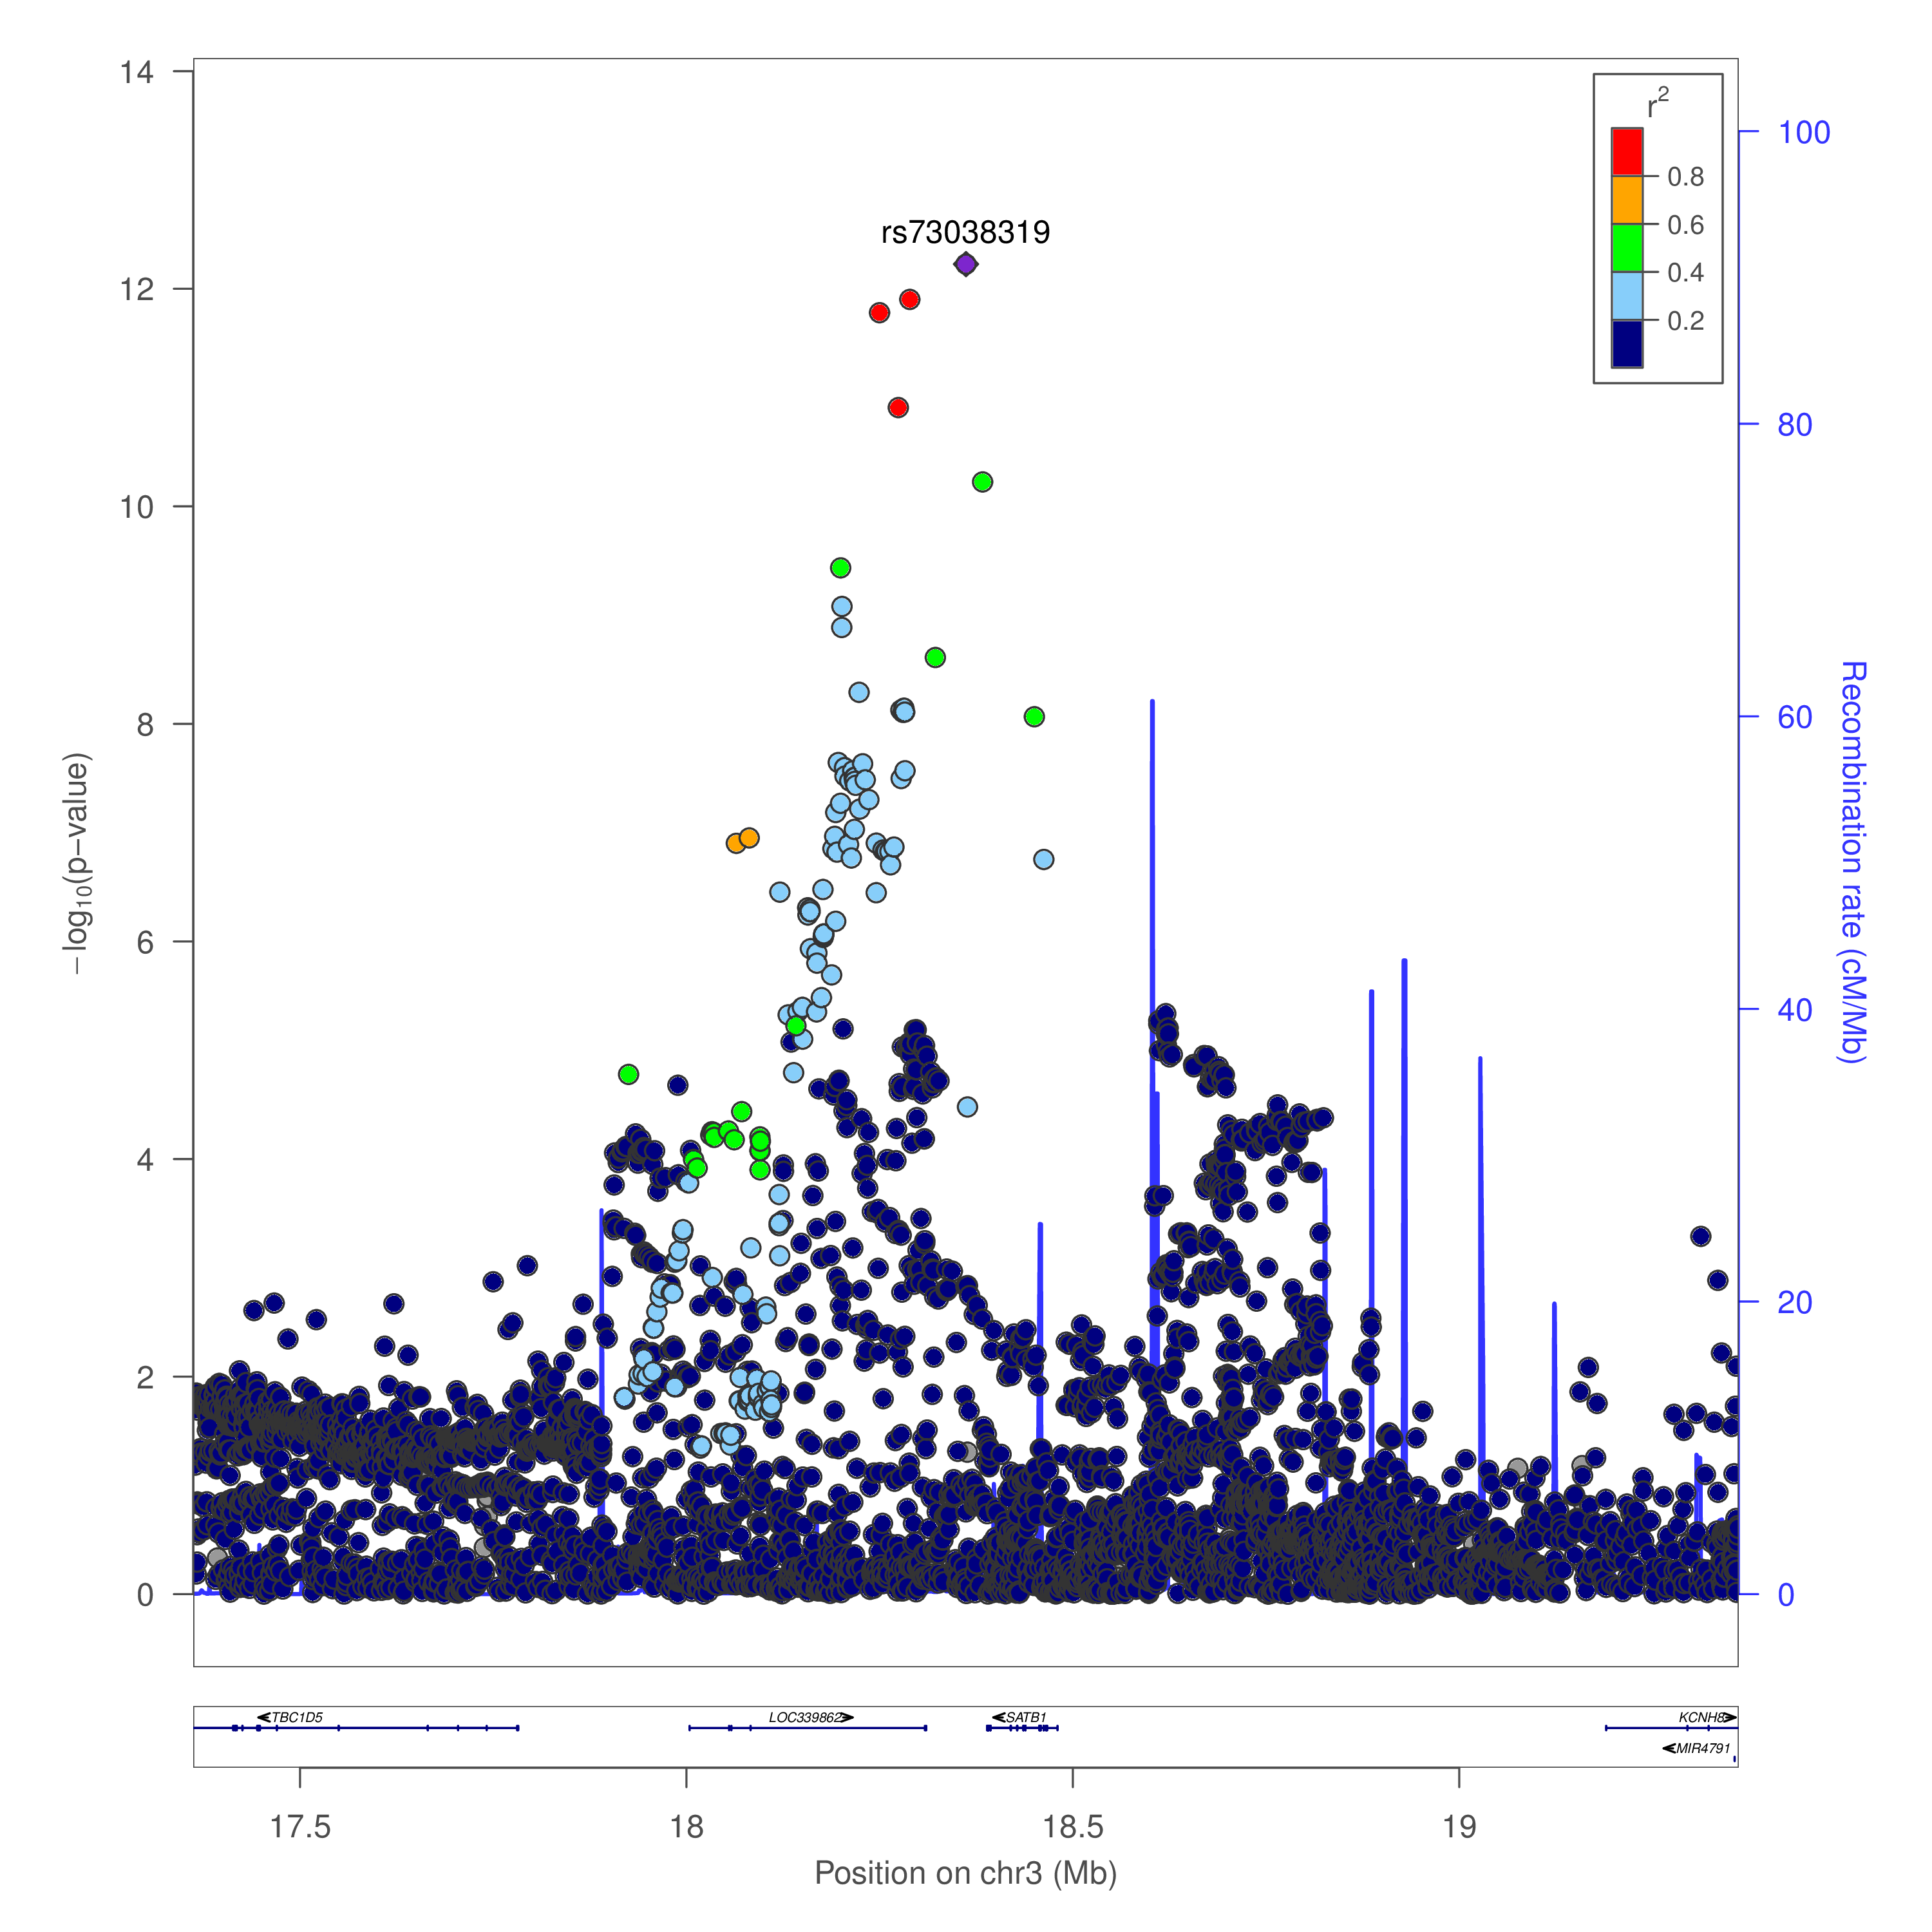 14
12
10
8
6
4
2
0
−log10(p−value)
rs73038319
r2
0.8
0.6
0.4
0.2
100
80
60
40
20
0
Recombination rate (cM/Mb)
TBC1D5
LOC339862
SATB1
KCNH8
MIR4791
17.5 18 18.5 19
Position on chr3 (Mb)